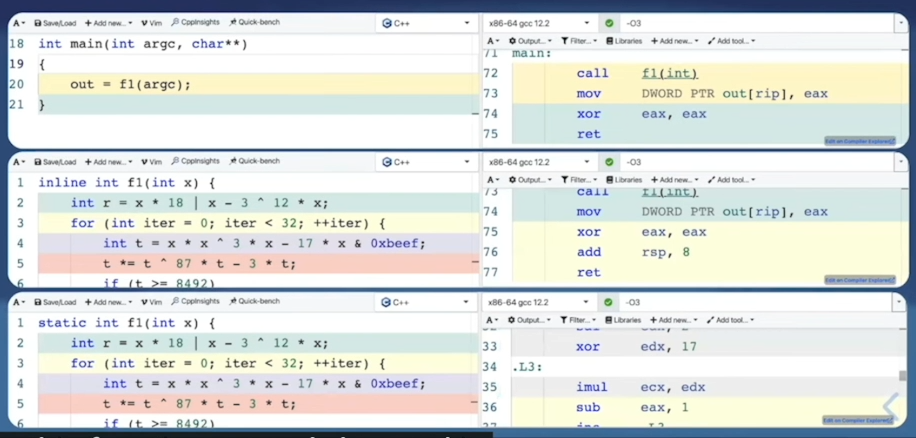 A Save/Load + Add new... Vim CppInsights Quick-bench C++
18 int main(int argc, char**)
19 {
20 out = f1(argc);
21 }
x86-64 gcc 12.2 -O3
A Output... Filter... Libraries + Add new... Add tool...
71 main:
72 call f1(int)
73 mov DWORD PTR out[rip], eax
74 xor eax, eax
75 ret
Edit on Compiler Explorer
A Save/Load + Add new... Vim CppInsights Quick-bench C++
1 inline int f1(int x) {
2 int r = x * 18 | x - 3 ^ 12 * x;
3 for (int iter = 0; iter < 32; ++iter) {
4 int t = x * x ^ 3 * x - 17 * x & 0xbeef;
5 t *= t ^ 87 * t - 3 * t;
6 if (t >= 8492)
x86-64 gcc 12.2 -O3
A Output... Filter... Libraries + Add new... Add tool...
73 call f1(int)
74 mov DWORD PTR out[rip], eax
75 xor eax, eax
76 add rsp, 8
77 ret
Edit on Compiler Explorer
A Save/Load + Add new... Vim CppInsights Quick-bench C++
1 static int f1(int x) {
2 int r = x * 18 | x - 3 ^ 12 * x;
3 for (int iter = 0; iter < 32; ++iter) {
4 int t = x * x ^ 3 * x - 17 * x & 0xbeef;
5 t *= t ^ 87 * t - 3 * t;
6 if (t >= 8492)
x86-64 gcc 12.2 -O3
A Output... Filter... Libraries + Add new... Add tool...
33 xor edx, 17
34 .L3:
35 imul ecx, edx
36 sub eax, 1
Edit on Compiler Explorer